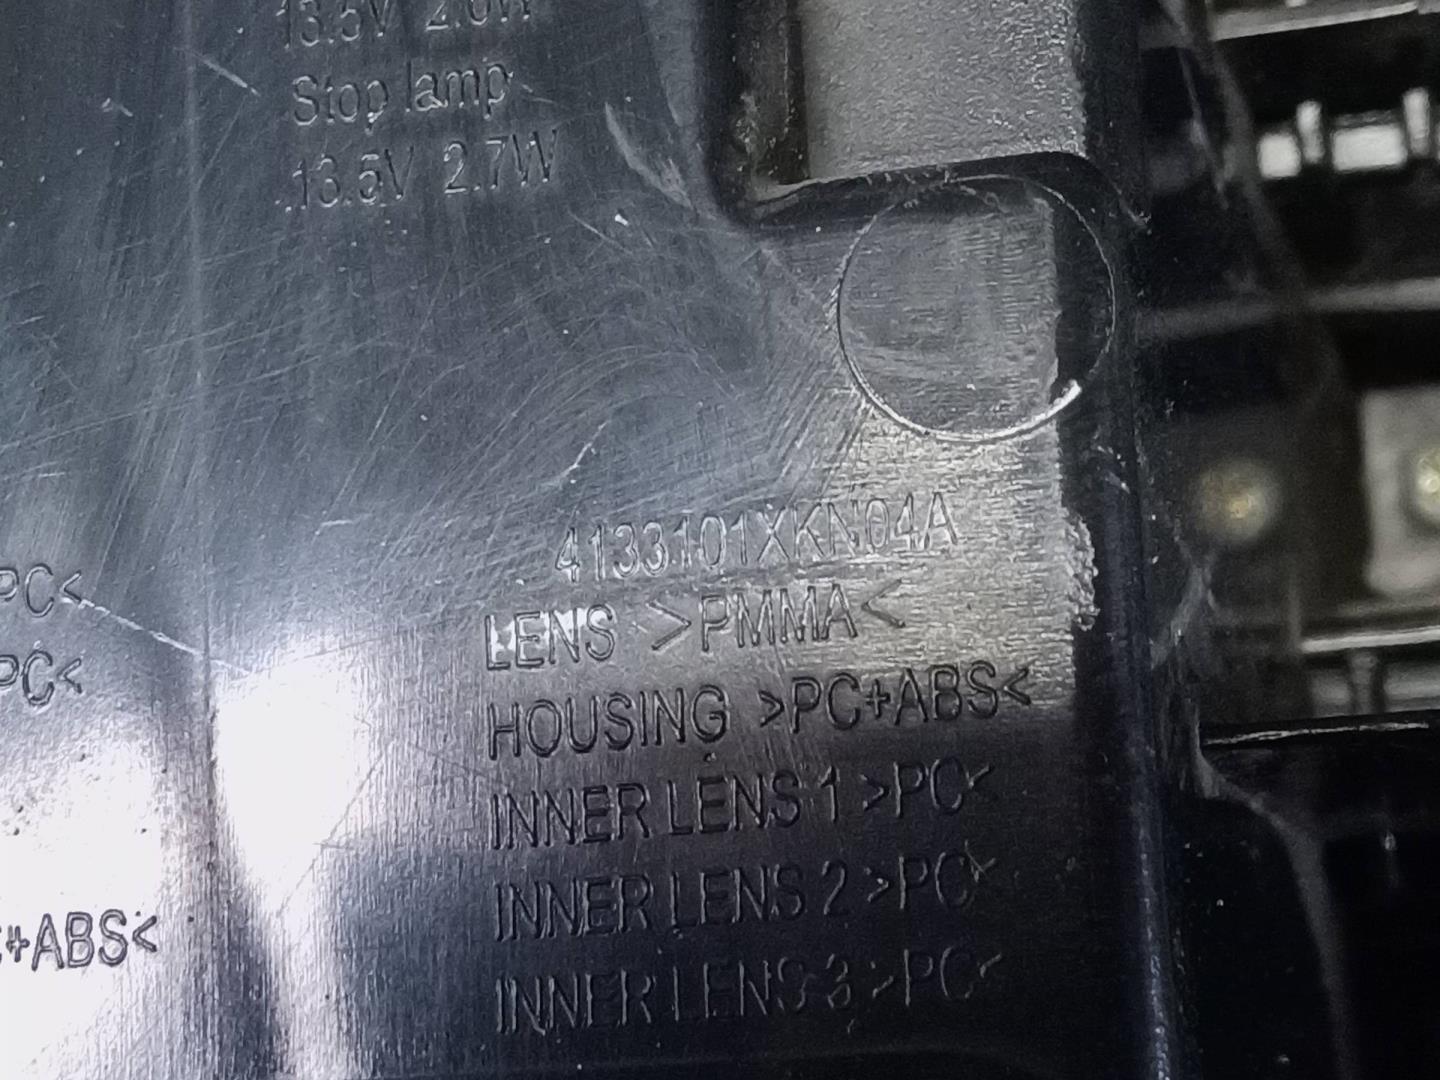 13.5V 2.6W
Stop lamp
13.5V 2.7W
4133101XKN04A
LENS >PMMA<
HOUSING >PC+ABS<
INNER LENS 1 >PC<
INNER LENS 2 >PC<
INNER LENS 3 >PC<
PC<
PC<
+ABS<